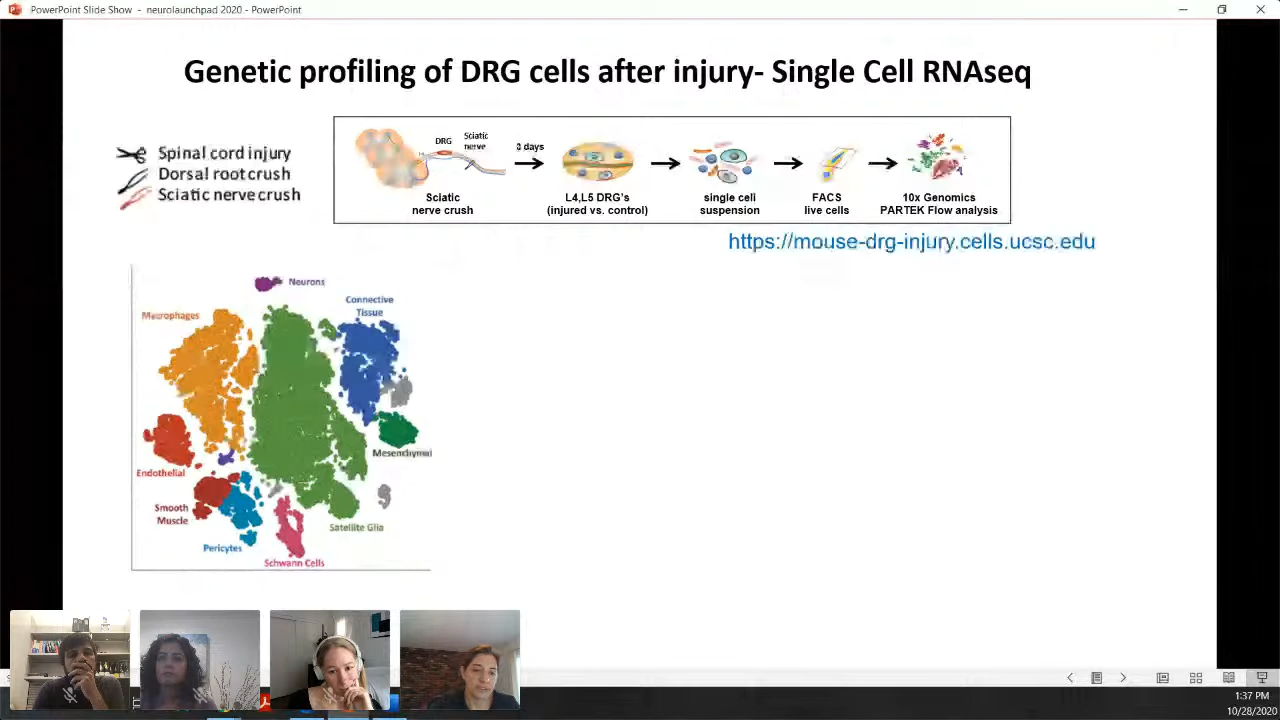 PowerPoint Slide Show - neurolaunchpad 2020 - PowerPoint
Genetic profiling of DRG cells after injury- Single Cell RNAseq
Spinal cord injury
Dorsal root crush
Sciatic nerve crush
DRG
Sciatic
nerve
3 days
Sciatic
nerve crush
L4,L5 DRG's
(injured vs. control)
single cell
suspension
FACS
live cells
10x Genomics
PARTEK Flow analysis
https://mouse-drg-injury.cells.ucsc.edu
Neurons
Connective
Tissue
Macrophages
Mesenchymal
Endothelial
Smooth
Muscle
Satellite Glia
Pericytes
Schwann Cells
1:37 PM
10/28/2020